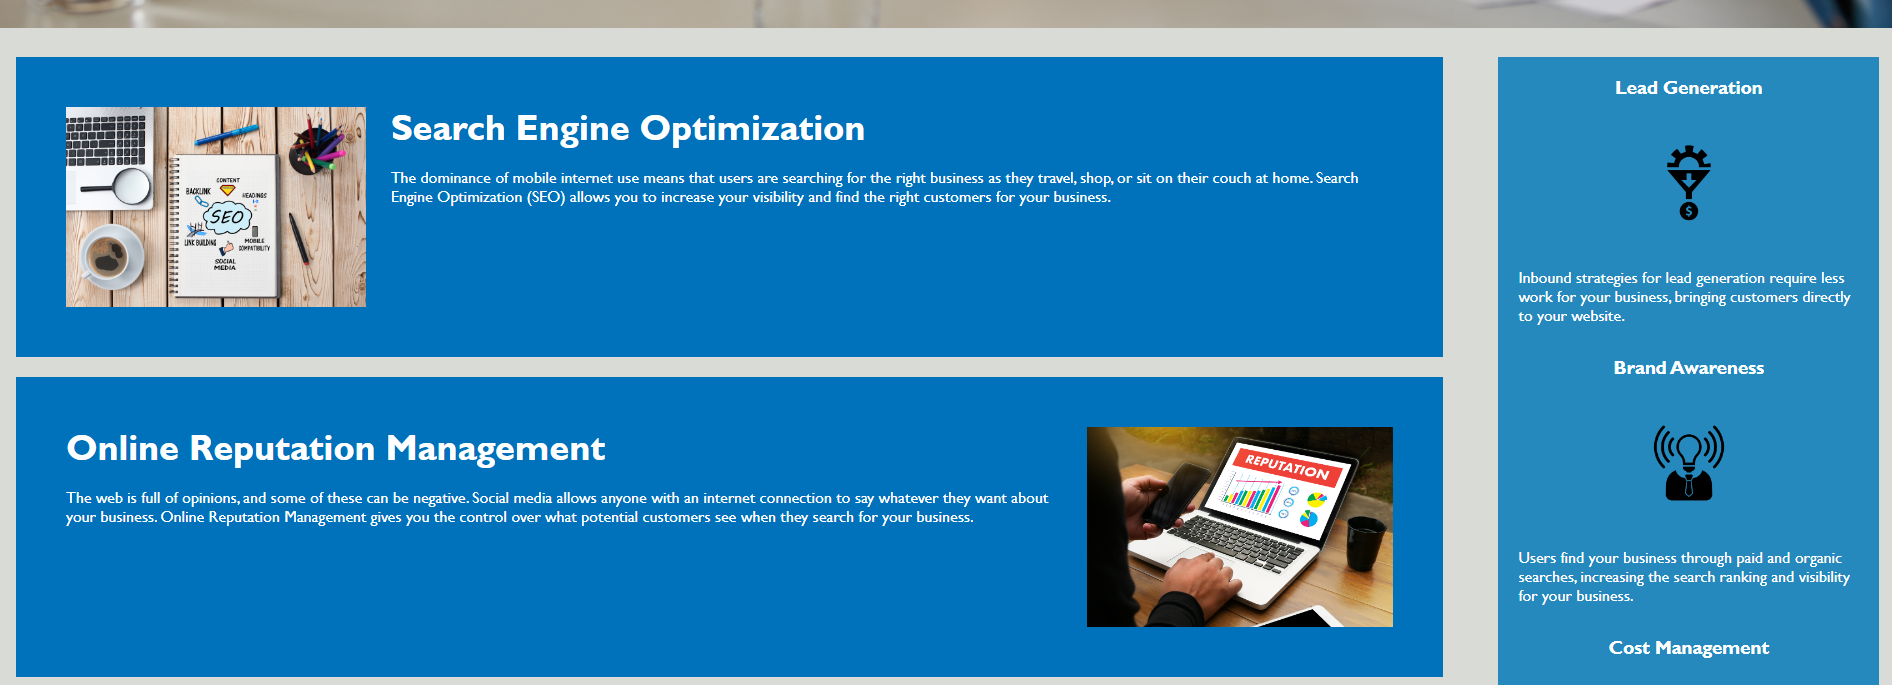 Search Engine Optimization
The dominance of mobile internet use means that users are searching for the right business as they travel, shop, or sit on their couch at home. Search
Engine Optimization (SEO) allows you to increase your visibility and find the right customers for your business.
CONTENT
BACKLINK
HEADINGS
SEO
LINK BUILDING
MOBILE
COMPATIBILITY
SOCIAL
MEDIA
Online Reputation Management
The web is full of opinions, and some of these can be negative. Social media allows anyone with an internet connection to say whatever they want about
your business. Online Reputation Management gives you the control over what potential customers see when they search for your business.
REPUTATION
Lead Generation
$
Inbound strategies for lead generation require less
work for your business, bringing customers directly
to your website.
Brand Awareness
Users find your business through paid and organic
searches, increasing the search ranking and visibility
for your business.
Cost Management